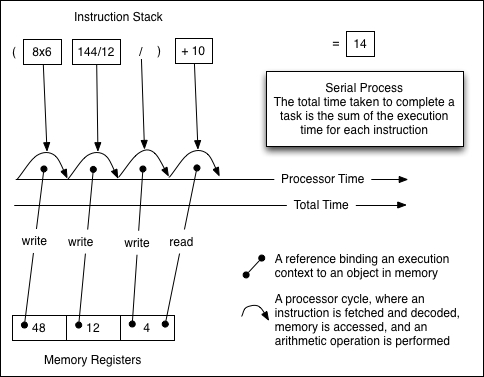 Instruction Stack
( 8x6 144/12 / ) + 10 = 14
Serial Process
The total time taken to complete a
task is the sum of the execution
time for each instruction
Processor Time
Total Time
write write write read
A reference binding an execution
context to an object in memory
A processor cycle, where an
instruction is fetched and decoded,
memory is accessed, and an
arithmetic operation is performed
48 12 4
Memory Registers